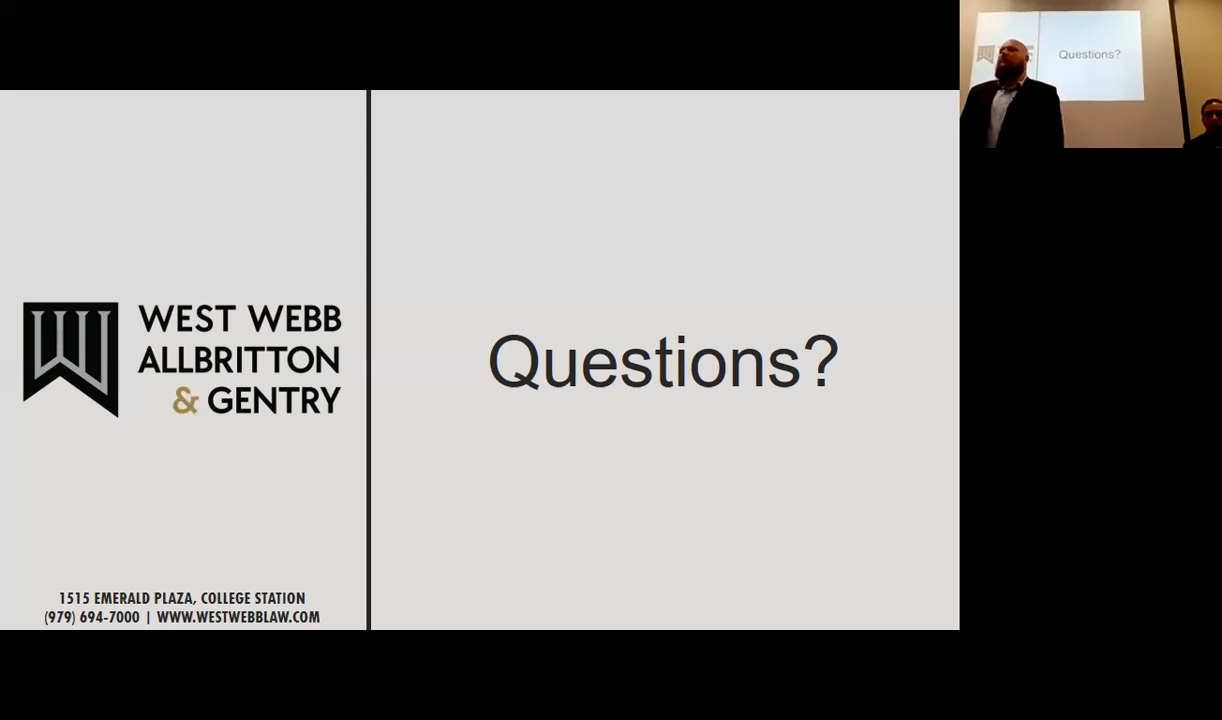 WEST WEBB
ALLBRITTON
& GENTRY
Questions?
1515 EMERALD PLAZA, COLLEGE STATION
(979) 694-7000 | WWW.WESTWEBBLAW.COM
Questions?